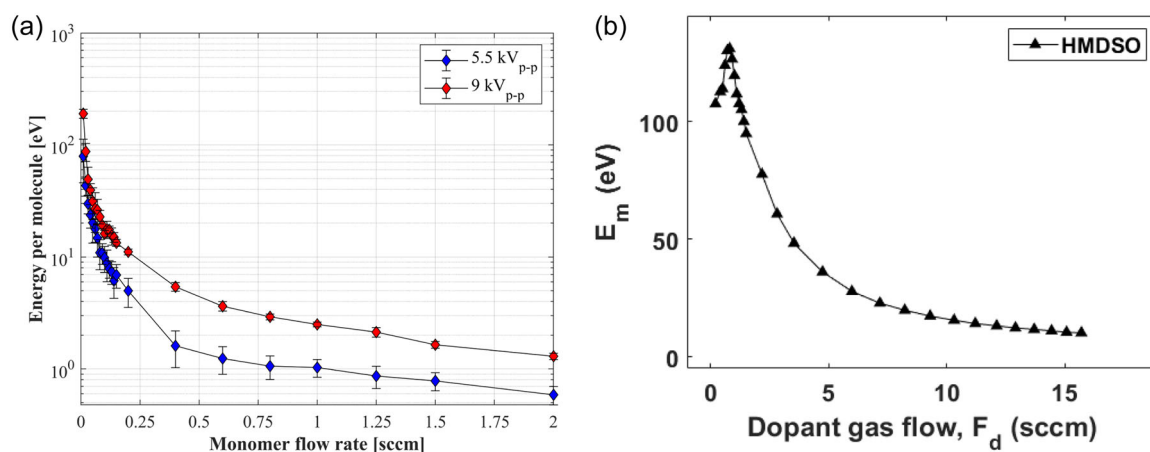 (a)
Energy per molecule [eV]
10³
10²
10¹
10⁰
5.5 kVₚ₋ₚ
9 kVₚ₋ₚ
0 0.25 0.5 0.75 1 1.25 1.5 1.75 2
Monomer flow rate [sccm]
(b)
HMDSO
Eₘ (eV)
100
50
0
0 5 10 15
Dopant gas flow, F_d (sccm)